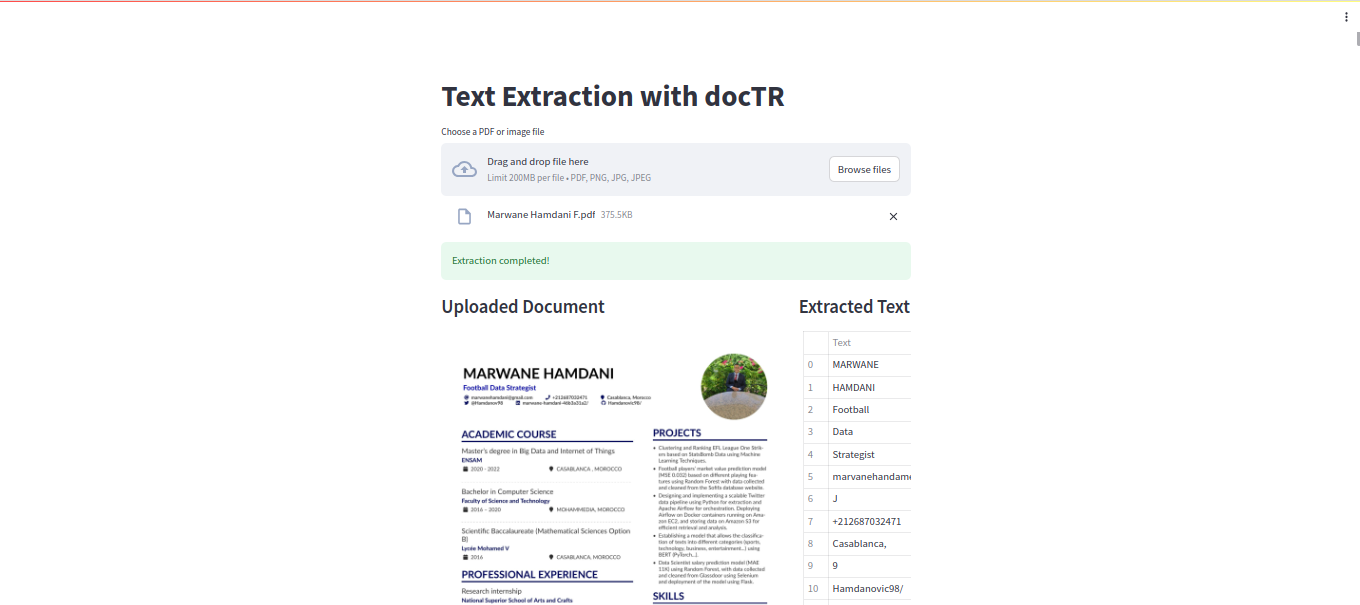 Text Extraction with docTR
Choose a PDF or image file
Drag and drop file here
Limit 200MB per file • PDF, PNG, JPG, JPEG
Browse files
Marwane Hamdani F.pdf 375.5KB
Extraction completed!
Uploaded Document
MARWANE HAMDANI
Football Data Strategist
marwanehamdani@gmail.com +212687032471 Casablanca, Morocco
@Hamdanov98 Hamdanovic98/
ACADEMIC COURSE
Master's degree in Big Data and Internet of Things
ENSAM
2020 - 2022 CASABLANCA , MOROCCO
Bachelor in Computer Science
Faculty of Science and Technology
2016 – 2020 MOHAMMEDIA, MOROCCO
Scientific Baccalaureate (Mathematical Sciences Option
B)
Lycée Mohamed V
2016 CASABLANCA, MOROCCO
PROFESSIONAL EXPERIENCE
Research internship
National Superior School of Arts and Crafts
PROJECTS
• Clustering and Ranking EFL League One Strik-
ers based on StatsBomb Data using Machine
Learning Techniques.
• Football players' market value prediction model
(MSE 0.032) based on different playing fea-
tures using Random Forest with data collected
and cleaned from the Sofifa database website.
• Designing and implementing a scalable Twitter
data pipeline using Python for extraction and
Apache Airflow for orchestration. Deploying
Airflow on Docker containers running on Ama-
zon EC2, and storing data on Amazon S3 for
efficient retrieval and analysis.
• Establishing a model that allows the classifica-
tion of texts into different categories (sports,
technology, business, entertainment...) using
BERT (PyTorch...).
• Data Scientist salary prediction model (MAE
11K) using Random Forest, with data collected
and cleaned from Glassdoor using Selenium
and deployment of the model using Flask.
SKILLS
Extracted Text
Text
0 MARWANE
1 HAMDANI
2 Football
3 Data
4 Strategist
5 marvanehandame
6 J
7 +212687032471
8 Casablanca,
9 9
10 Hamdanovic98/